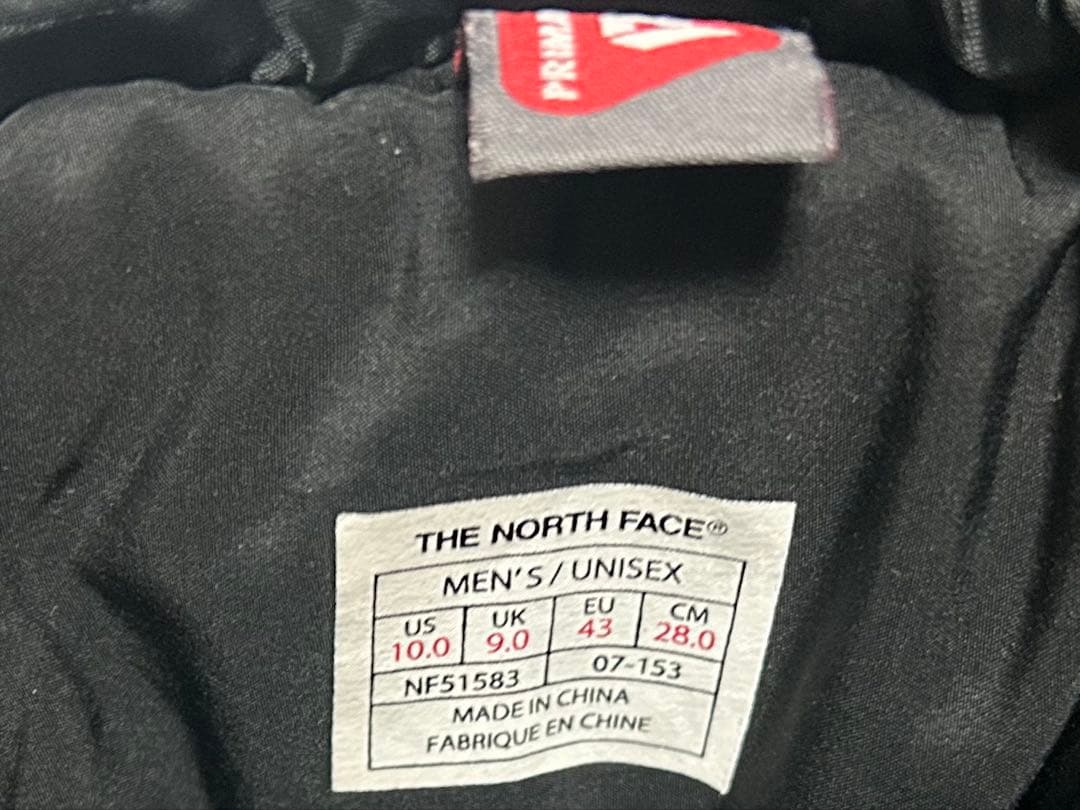 PRIMA
THE NORTH FACE®
MEN'S / UNISEX
US UK EU CM
10.0 9.0 43 28.0
NF51583 07-153
MADE IN CHINA
FABRIQUE EN CHINE